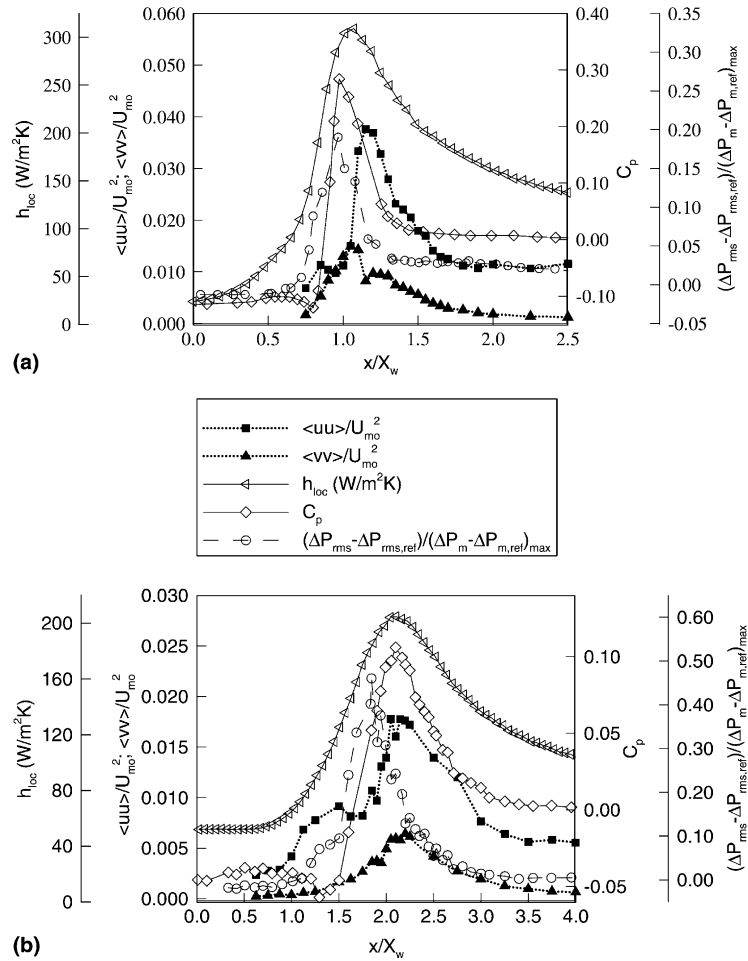 300
250
200
150
100
50
0
h_loc (W/m²K)
0.060
0.050
0.040
0.030
0.020
0.010
0.000
<uu>/U_mo²; <vv>/U_mo²
0.40
0.30
0.20
0.10
0.00
-0.10
C_p
0.35
0.30
0.25
0.20
0.15
0.10
0.05
0.00
-0.05
(ΔP_rms-ΔP_rms,ref)/(ΔP_m-ΔP_m,ref)_max
0.0 0.5 1.0 1.5 2.0 2.5
x/X_w
(a)
<uu>/U_mo²
<vv>/U_mo²
h_loc (W/m²K)
C_p
(ΔP_rms-ΔP_rms,ref)/(ΔP_m-ΔP_m,ref)_max
200
160
120
80
40
0
h_loc (W/m²K)
0.030
0.025
0.020
0.015
0.010
0.005
0.000
<uu>/U_mo²; <vv>/U_mo²
0.10
0.05
0.00
-0.05
C_p
0.60
0.50
0.40
0.30
0.20
0.10
0.00
(ΔP_rms-ΔP_rms,ref)/(ΔP_m-ΔP_m,ref)_max
0.0 0.5 1.0 1.5 2.0 2.5 3.0 3.5 4.0
x/X_w
(b)